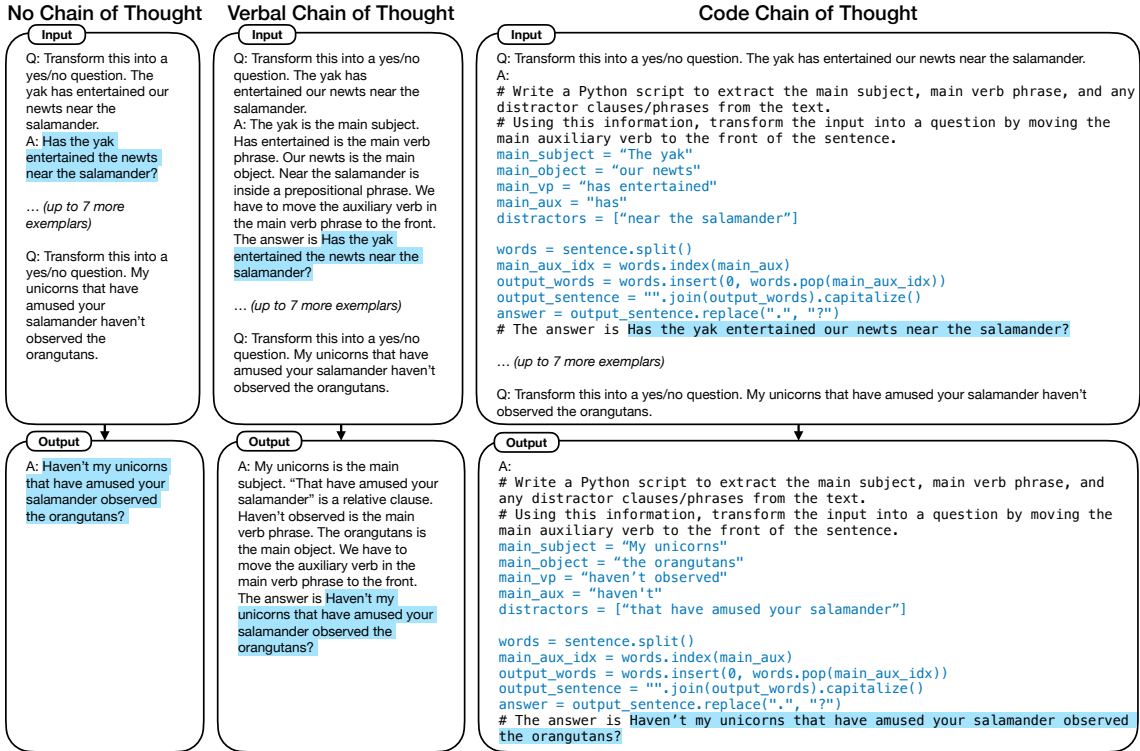 No Chain of Thought
Input
Q: Transform this into a
yes/no question. The
yak has entertained our
newts near the
salamander.
A: Has the yak
entertained the newts
near the salamander?
... (up to 7 more
exemplars)
Q: Transform this into a
yes/no question. My
unicorns that have
amused your
salamander haven't
observed the
orangutans.
Output
A: Haven't my unicorns
that have amused your
salamander observed
the orangutans?
Verbal Chain of Thought
Input
Q: Transform this into a yes/no
question. The yak has
entertained our newts near the
salamander.
A: The yak is the main subject.
Has entertained is the main verb
phrase. Our newts is the main
object. Near the salamander is
inside a prepositional phrase. We
have to move the auxiliary verb in
the main verb phrase to the front.
The answer is Has the yak
entertained the newts near the
salamander?
... (up to 7 more exemplars)
Q: Transform this into a yes/no
question. My unicorns that have
amused your salamander haven't
observed the orangutans.
Output
A: My unicorns is the main
subject. “That have amused your
salamander” is a relative clause.
Haven't observed is the main
verb phrase. The orangutans is
the main object. We have to
move the auxiliary verb in the
main verb phrase to the front.
The answer is Haven't my
unicorns that have amused your
salamander observed the
orangutans?
Code Chain of Thought
Input
Q: Transform this into a yes/no question. The yak has entertained our newts near the salamander.
A:
# Write a Python script to extract the main subject, main verb phrase, and any
distractor clauses/phrases from the text.
# Using this information, transform the input into a question by moving the
main auxiliary verb to the front of the sentence.
main_subject = “The yak"
main_object = “our newts"
main_vp = “has entertained"
main_aux = "has"
distractors = [“near the salamander”]
words = sentence.split()
main_aux_idx = words.index(main_aux)
output_words = words.insert(0, words.pop(main_aux_idx))
output_sentence = "".join(output_words).capitalize()
answer = output_sentence.replace(".", "?")
# The answer is Has the yak entertained our newts near the salamander?
... (up to 7 more exemplars)
Q: Transform this into a yes/no question. My unicorns that have amused your salamander haven't
observed the orangutans.
Output
A:
# Write a Python script to extract the main subject, main verb phrase, and
any distractor clauses/phrases from the text.
# Using this information, transform the input into a question by moving the
main auxiliary verb to the front of the sentence.
main_subject = “My unicorns"
main_object = “the orangutans"
main_vp = “haven’t observed"
main_aux = “haven't"
distractors = [“that have amused your salamander”]
words = sentence.split()
main_aux_idx = words.index(main_aux)
output_words = words.insert(0, words.pop(main_aux_idx))
output_sentence = "".join(output_words).capitalize()
answer = output_sentence.replace(".", "?")
# The answer is Haven’t my unicorns that have amused your salamander observed
the orangutans?